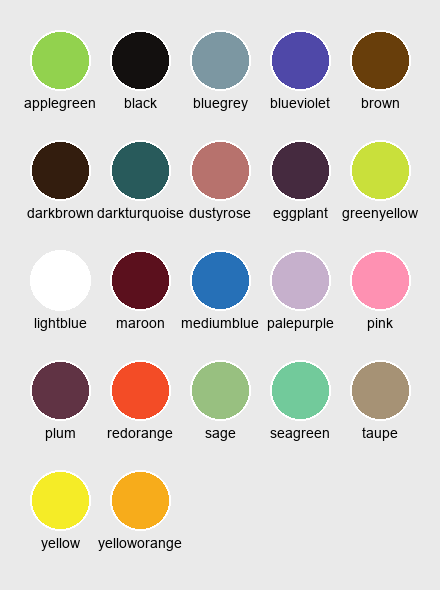 applegreen black bluegrey blueviolet brown
darkbrown darkturquoise dustyrose eggplant greenyellow
lightblue maroon mediumblue palepurple pink
plum redorange sage seagreen taupe
yellow yelloworange